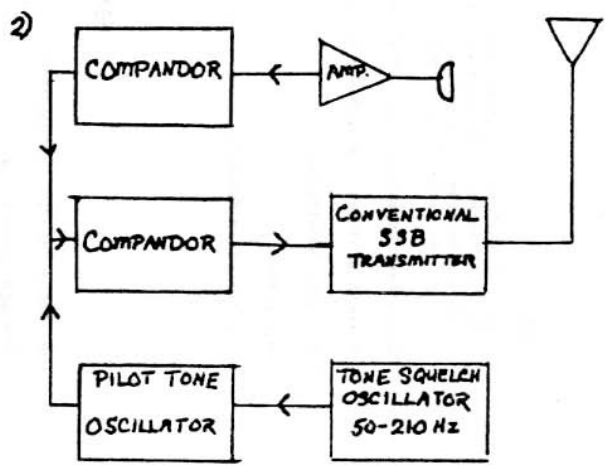 2)
COMPANDOR
AMP.
COMPANDOR
CONVENTIONAL
SSB
TRANSMITTER
PILOT TONE
OSCILLATOR
TONE SQUELCH
OSCILLATOR
50-210 Hz